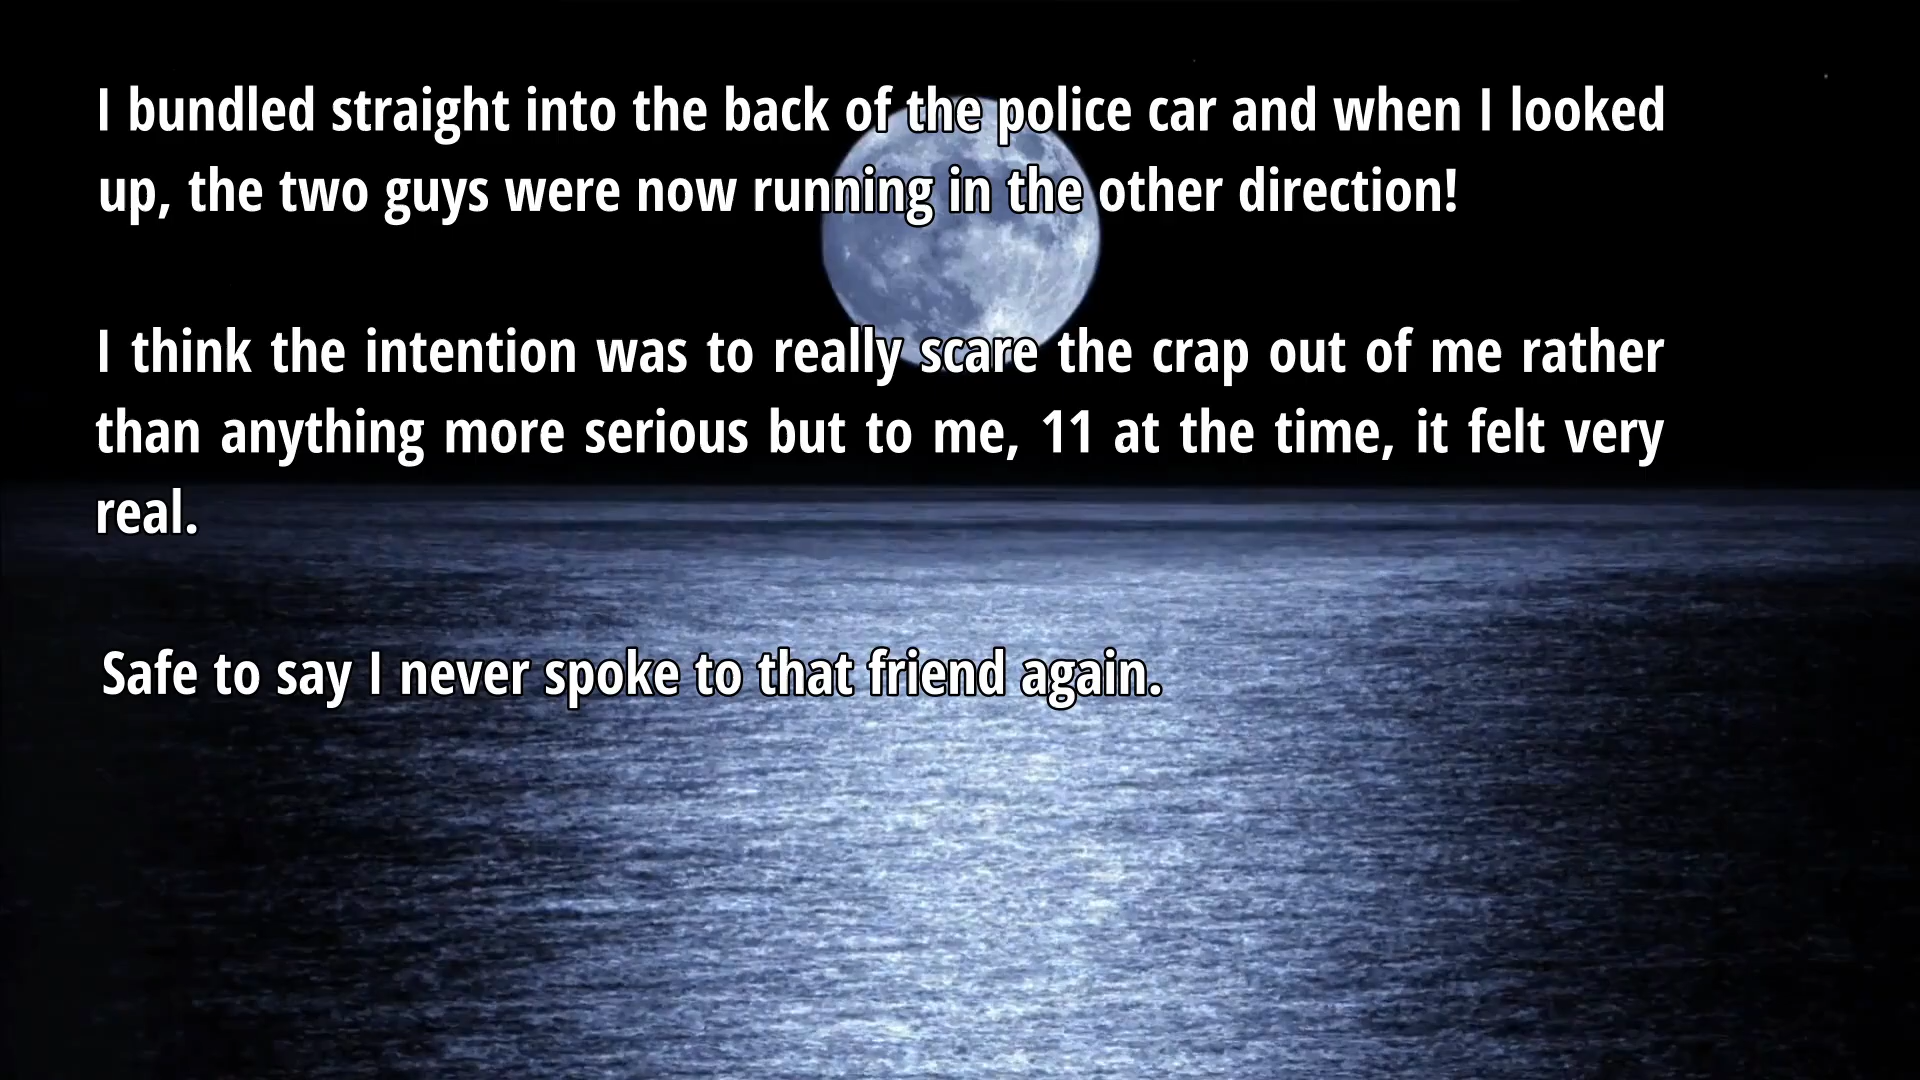 I bundled straight into the back of the police car and when I looked
up, the two guys were now running in the other direction!
I think the intention was to really scare the crap out of me rather
than anything more serious but to me, 11 at the time, it felt very
real.
Safe to say I never spoke to that friend again.